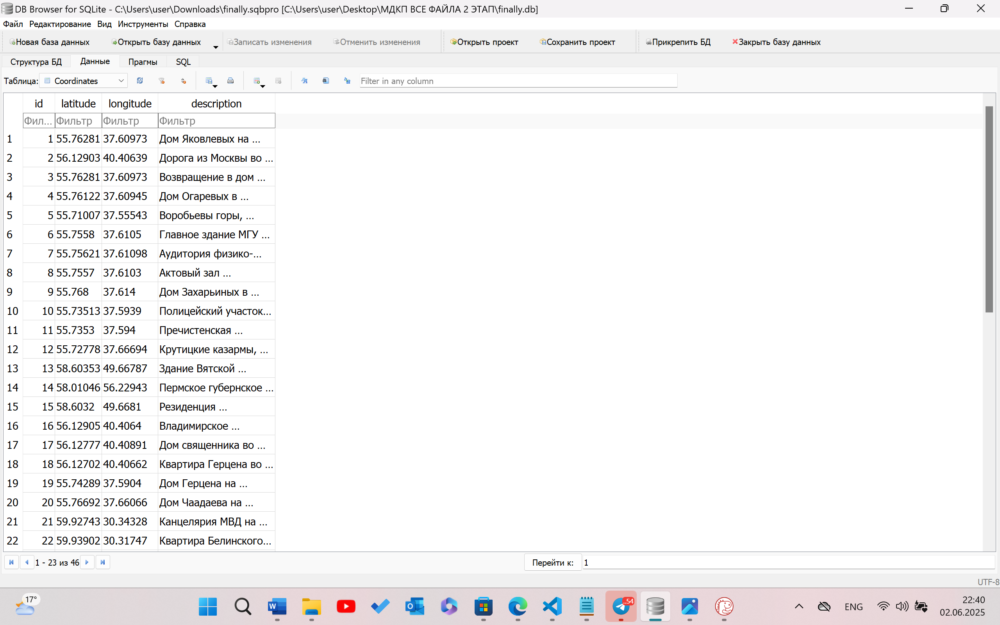 DB Browser for SQLite - C:\Users\user\Downloads\finally.sqbpro [C:\Users\user\Desktop\МДКП ВСЕ ФАЙЛА 2 ЭТАП\finally.db]
Файл Редактирование Вид Инструменты Справка
Новая база данных Открыть базу данных Записать изменения Отменить изменения Открыть проект Сохранить проект Прикрепить БД Закрыть базу данных
Структура БД Данные Прагмы SQL
Таблица: Coordinates Filter in any column
id latitude longitude description
Фил... Фильтр Фильтр Фильтр
1 1 55.76281 37.60973 Дом Яковлевых на ...
2 2 56.12903 40.40639 Дорога из Москвы во ...
3 3 55.76281 37.60973 Возвращение в дом ...
4 4 55.76122 37.60945 Дом Огаревых в ...
5 5 55.71007 37.55543 Воробьевы горы, ...
6 6 55.7558 37.6105 Главное здание МГУ ...
7 7 55.75621 37.61098 Аудитория физико-...
8 8 55.7557 37.6103 Актовый зал ...
9 9 55.768 37.614 Дом Захарьиных в ...
10 10 55.73513 37.5939 Полицейский участок...
11 11 55.7353 37.594 Пречистенская ...
12 12 55.72778 37.66694 Крутицкие казармы, ...
13 13 58.60353 49.66787 Здание Вятской ...
14 14 58.01046 56.22943 Пермское губернское ...
15 15 58.6032 49.6681 Резиденция ...
16 16 56.12905 40.4064 Владимирское ...
17 17 56.12777 40.40891 Дом священника во ...
18 18 56.12702 40.40662 Квартира Герцена во ...
19 19 55.74289 37.5904 Дом Герцена на ...
20 20 55.76692 37.66066 Дом Чаадаева на ...
21 21 59.92743 30.34328 Канцелярия МВД на ...
22 22 59.93902 30.31747 Квартира Белинского...
1 - 23 из 46 Перейти к: 1
UTF-8
17° ..54 ENG 22:40
02.06.2025